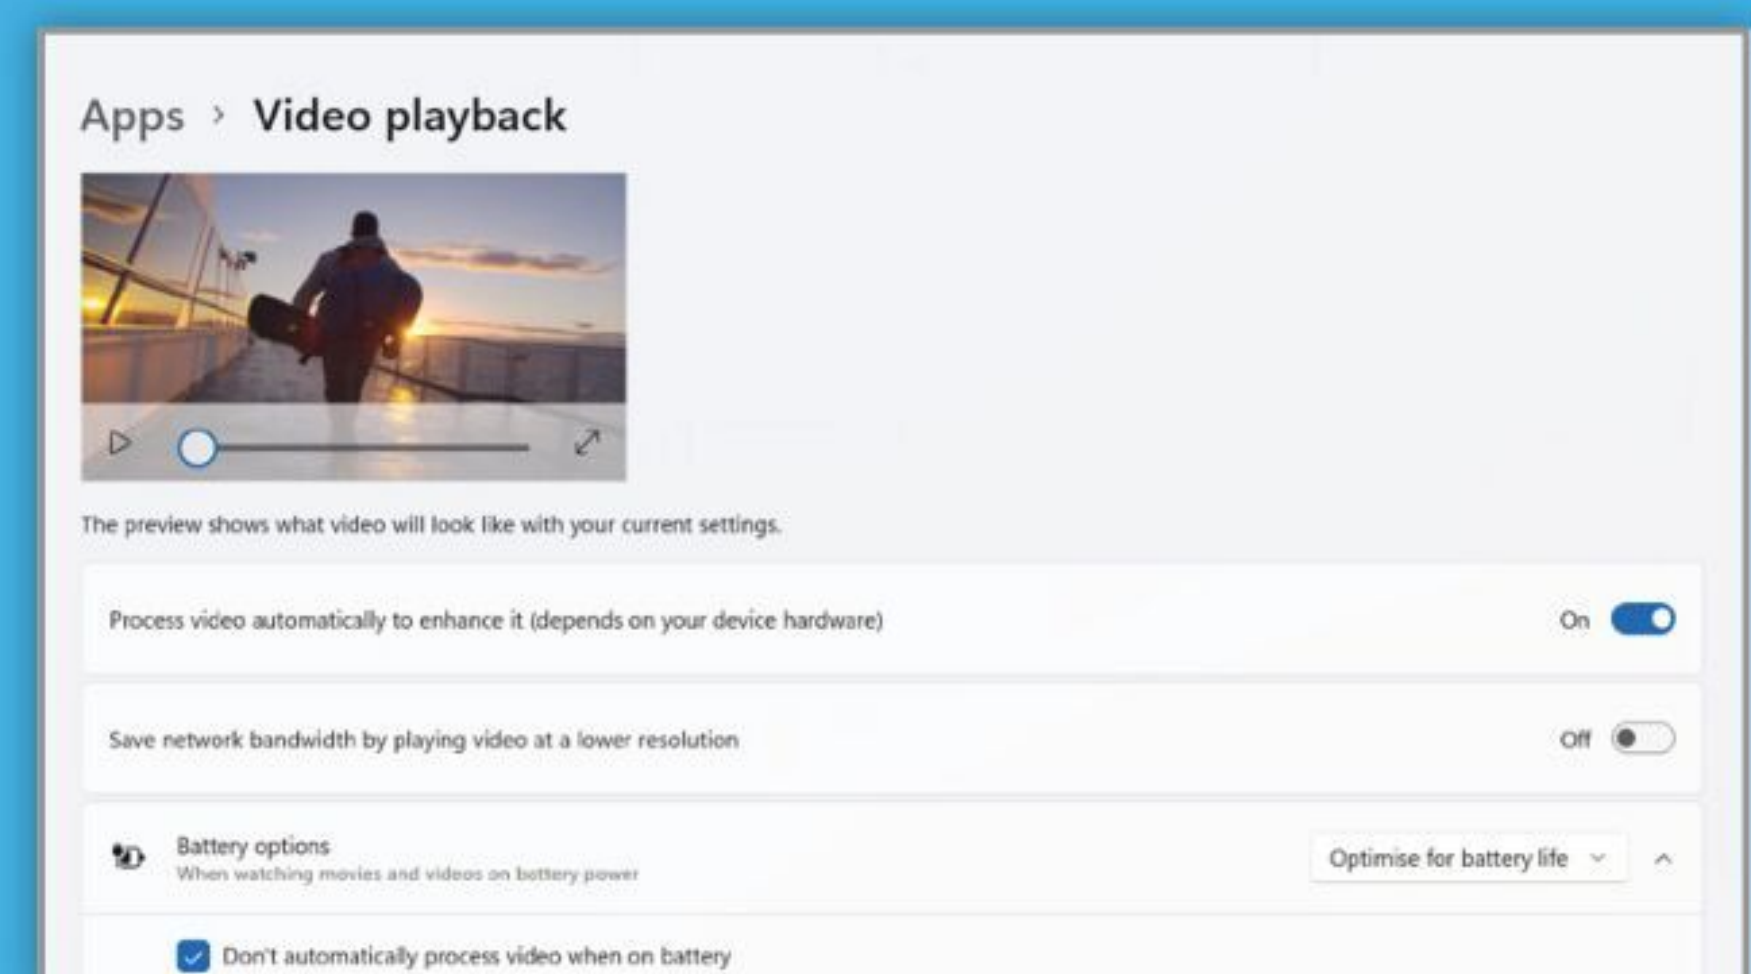 Apps > Video playback
The preview shows what video will look like with your current settings.
Process video automatically to enhance it (depends on your device hardware)
On
Save network bandwidth by playing video at a lower resolution
Off
Battery options
Optimise for battery life
When watching movies and videos on battery power
Don't automatically process video when on battery